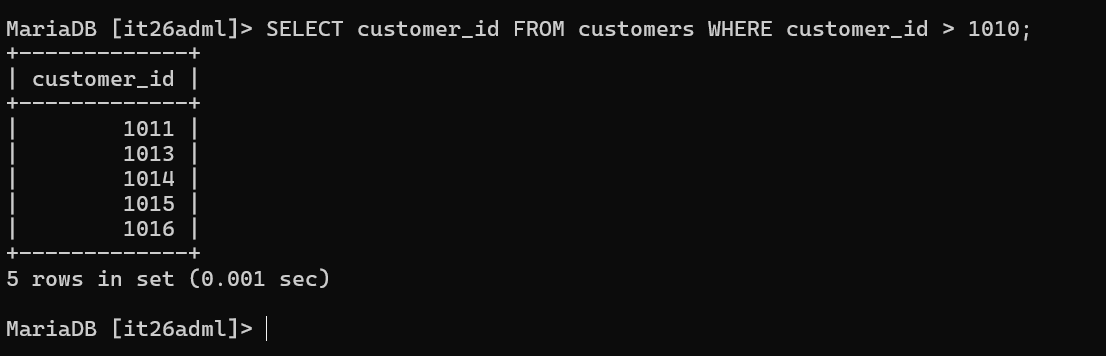 MariaDB [it26adml]> SELECT customer_id FROM customers WHERE customer_id > 1010;
+-------------+
| customer_id |
+-------------+
|        1011 |
|        1013 |
|        1014 |
|        1015 |
|        1016 |
+-------------+
5 rows in set (0.001 sec)
MariaDB [it26adml]>